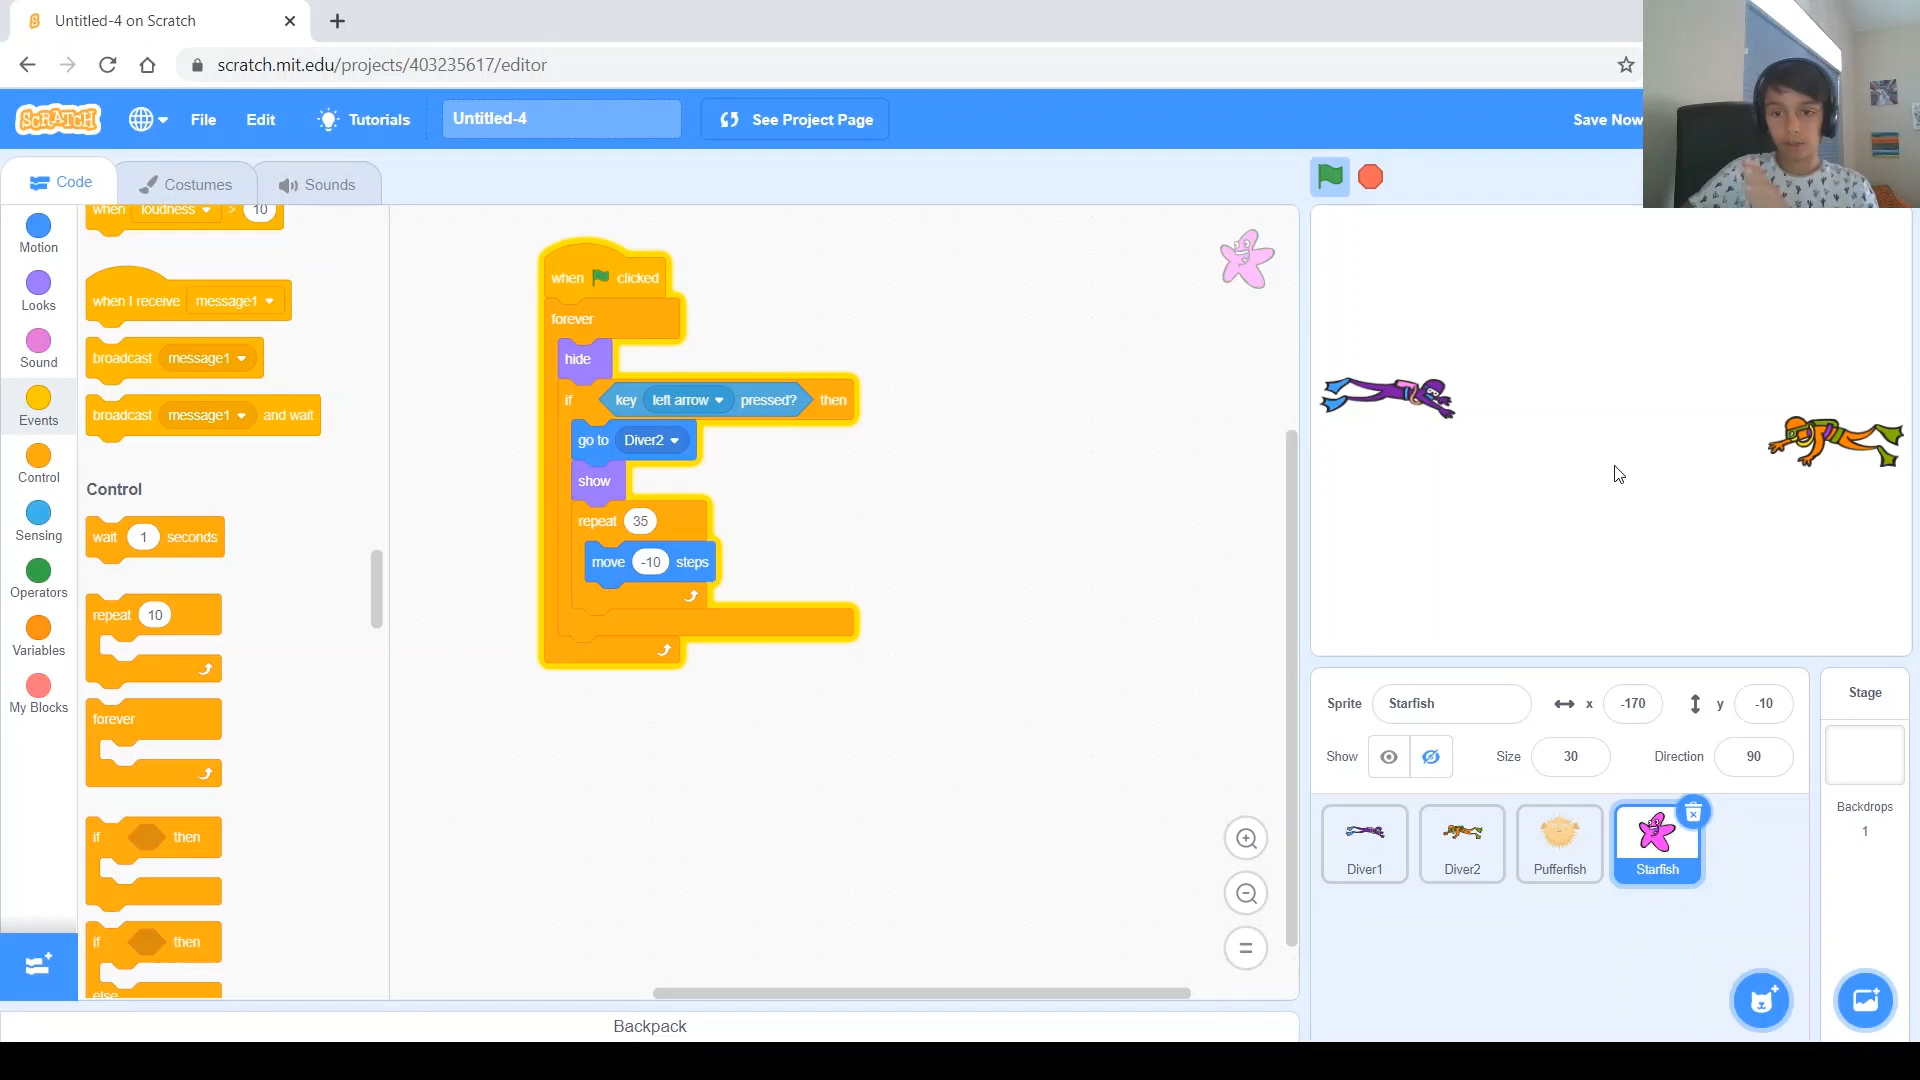 Untitled-4 on Scratch
scratch.mit.edu/projects/403235617/editor
SCRATCH
File
Edit
Tutorials
Untitled-4
See Project Page
Save Now
Code
Costumes
Sounds
Motion
Looks
Sound
Events
Control
Sensing
Operators
Variables
My Blocks
when loudness > 10
when I receive message1
broadcast message1
broadcast message1 and wait
Control
wait 1 seconds
repeat 10
forever
if then
if then
else
when clicked
forever
hide
if key left arrow pressed? then
go to Diver2
show
repeat 35
move -10 steps
Backpack
Sprite Starfish x -170 y -10
Show Size 30 Direction 90
Diver1
Diver2
Pufferfish
Starfish
Stage
Backdrops
1